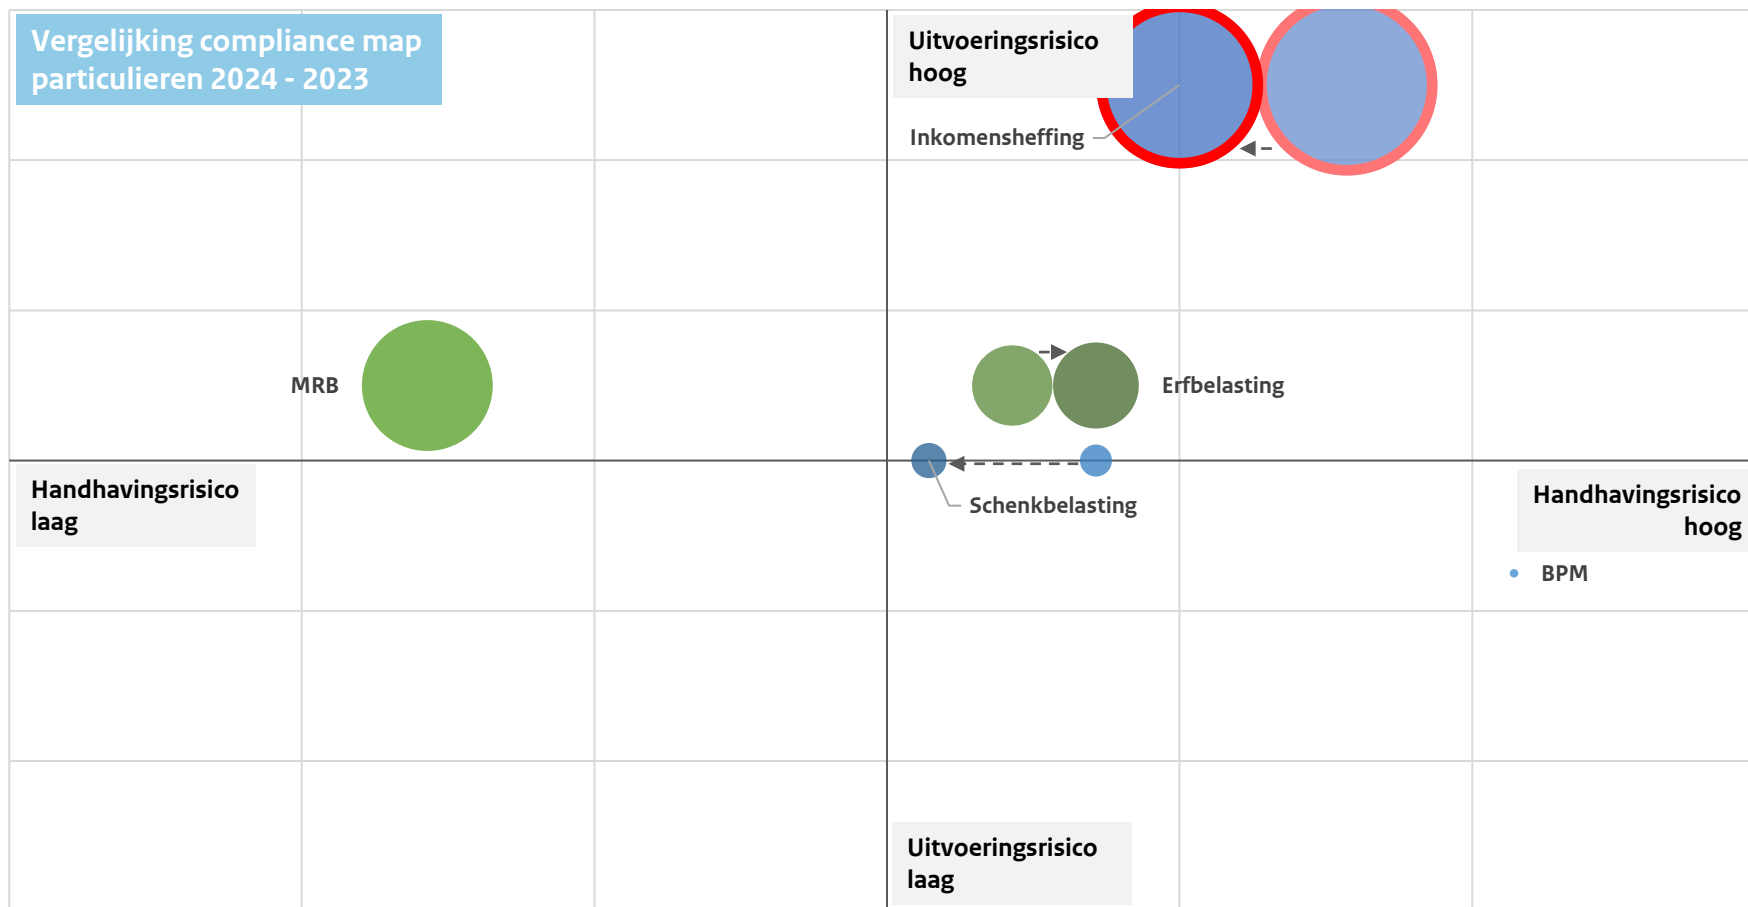 Vergelijking compliance map
particulieren 2024 - 2023
Uitvoeringsrisico
hoog
Inkomensheffing
MRB
Erfbelasting
Handhavingsrisico
laag
Schenkbelasting
Handhavingsrisico
hoog
BPM
Uitvoeringsrisico
laag